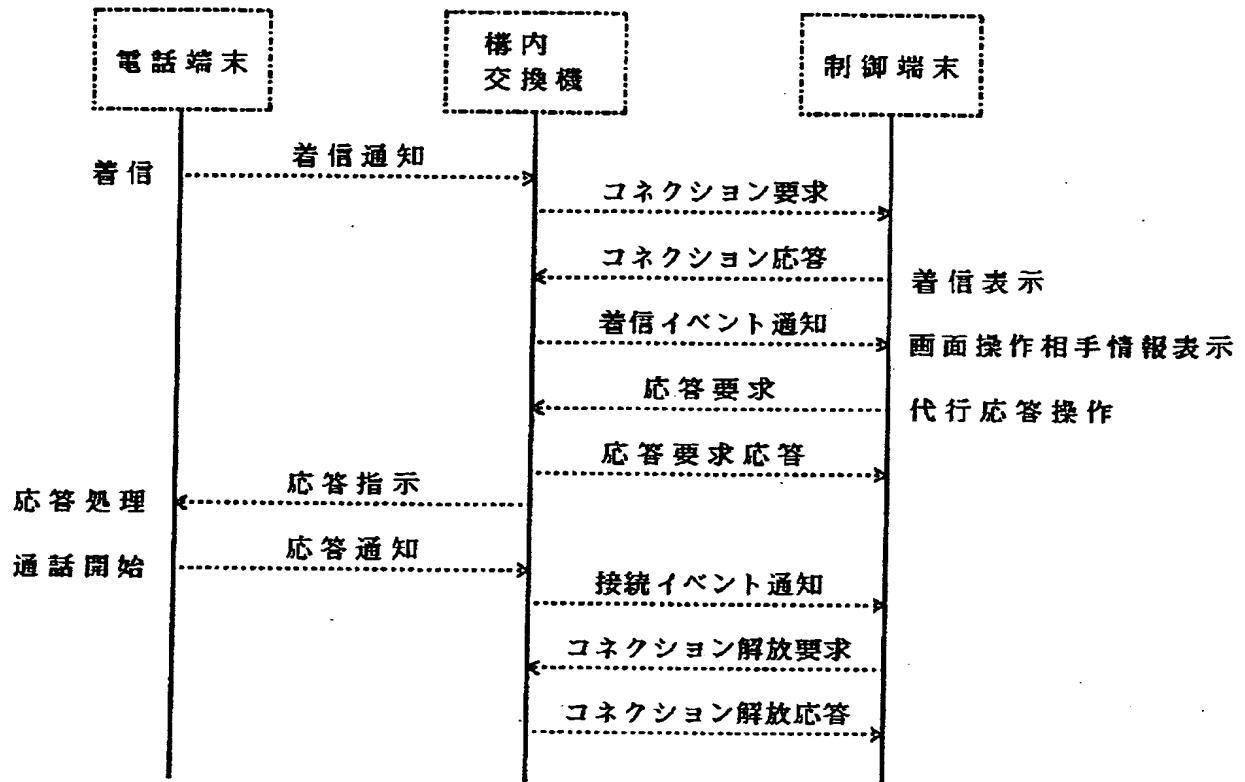 電話端末
構内
交換機
制御端末
着信
着信通知
コネクション要求
コネクション応答
着信表示
着信イベント通知
画面操作相手情報表示
応答要求
代行応答操作
応答要求応答
応答処理
応答指示
通話開始
応答通知
接続イベント通知
コネクション解放要求
コネクション解放応答